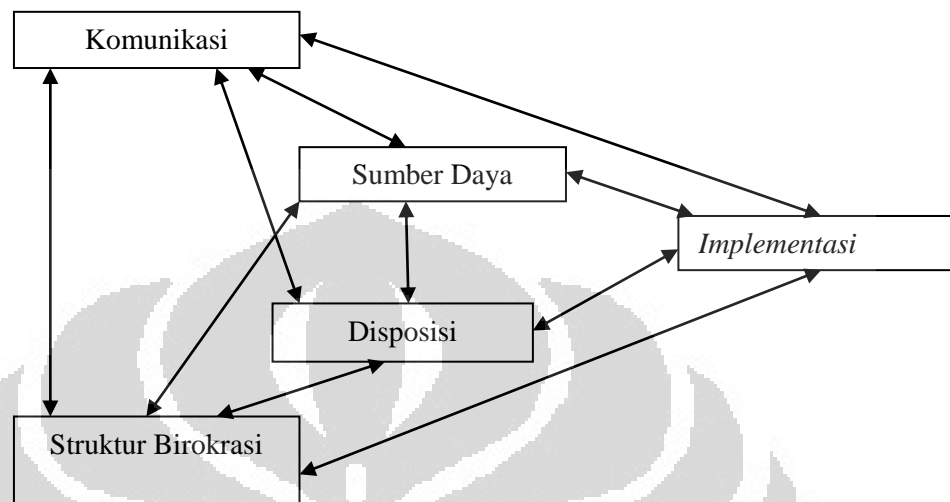 Komunikasi
Sumber Daya
Implementasi
Disposisi
Struktur Birokrasi